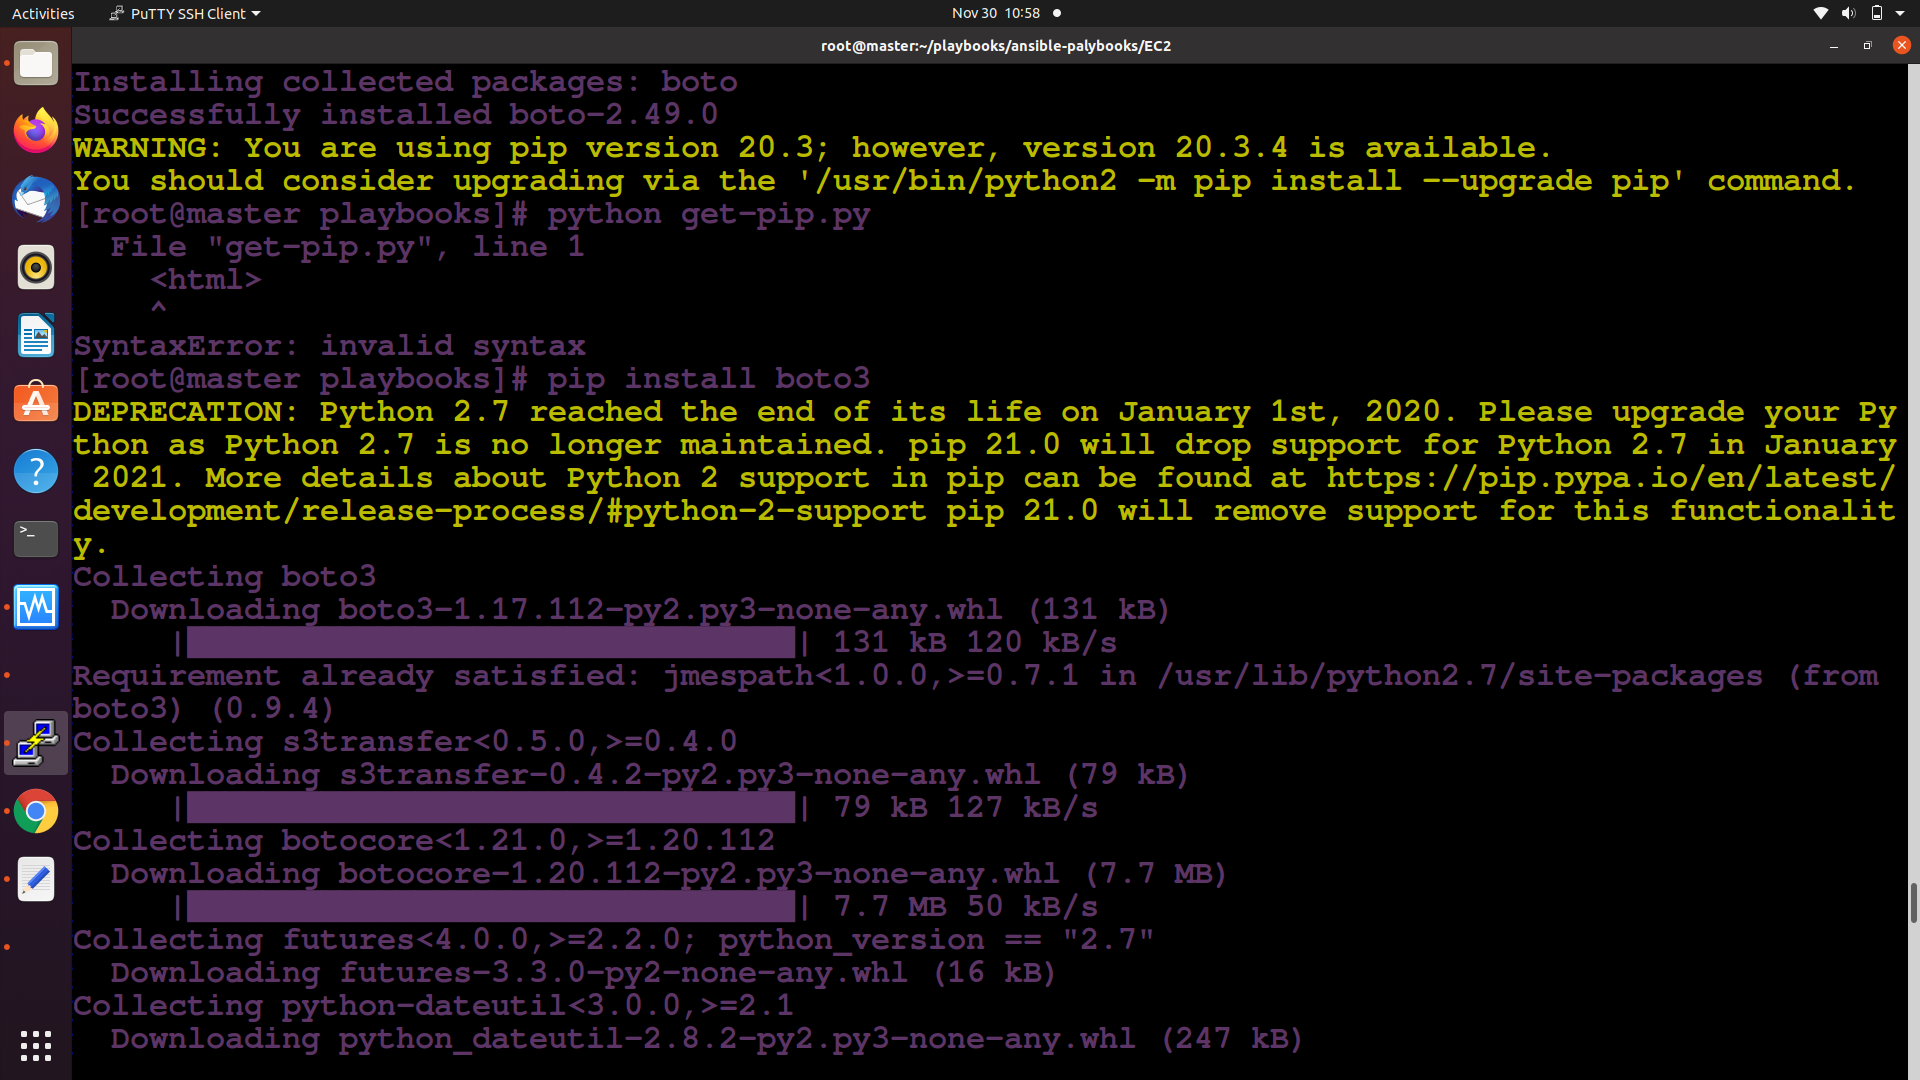 Activities
PuTTY SSH Client
Nov 30 10:58
root@master:~/playbooks/ansible-palybooks/EC2
Installing collected packages: boto
Successfully installed boto-2.49.0
WARNING: You are using pip version 20.3; however, version 20.3.4 is available.
You should consider upgrading via the '/usr/bin/python2 -m pip install --upgrade pip' command.
[root@master playbooks]# python get-pip.py
  File "get-pip.py", line 1
    <html>
    ^
SyntaxError: invalid syntax
[root@master playbooks]# pip install boto3
DEPRECATION: Python 2.7 reached the end of its life on January 1st, 2020. Please upgrade your Py
thon as Python 2.7 is no longer maintained. pip 21.0 will drop support for Python 2.7 in January
 2021. More details about Python 2 support in pip can be found at https://pip.pypa.io/en/latest/
development/release-process/#python-2-support pip 21.0 will remove support for this functionalit
y.
Collecting boto3
  Downloading boto3-1.17.112-py2.py3-none-any.whl (131 kB)
     |████████████████████████████████| 131 kB 120 kB/s
Requirement already satisfied: jmespath<1.0.0,>=0.7.1 in /usr/lib/python2.7/site-packages (from
boto3) (0.9.4)
Collecting s3transfer<0.5.0,>=0.4.0
  Downloading s3transfer-0.4.2-py2.py3-none-any.whl (79 kB)
     |████████████████████████████████| 79 kB 127 kB/s
Collecting botocore<1.21.0,>=1.20.112
  Downloading botocore-1.20.112-py2.py3-none-any.whl (7.7 MB)
     |████████████████████████████████| 7.7 MB 50 kB/s
Collecting futures<4.0.0,>=2.2.0; python_version == "2.7"
  Downloading futures-3.3.0-py2-none-any.whl (16 kB)
Collecting python-dateutil<3.0.0,>=2.1
  Downloading python_dateutil-2.8.2-py2.py3-none-any.whl (247 kB)